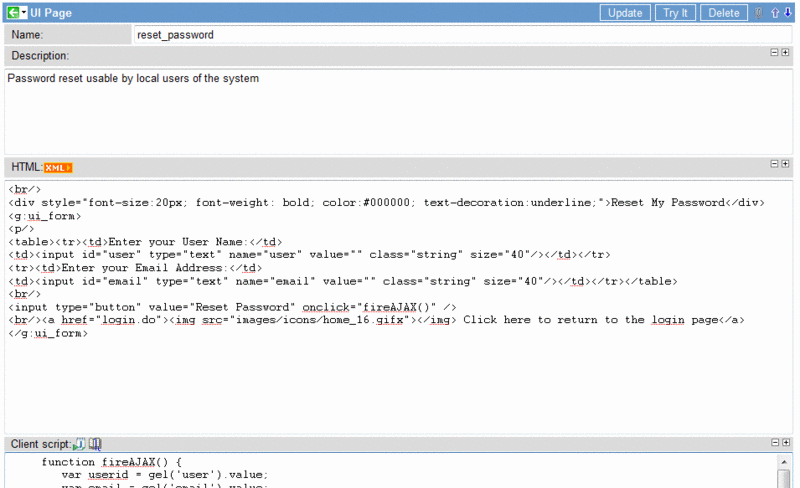 UI Page
Update
Try It
Delete
Name:
reset_password
Description:
Password reset usable by local users of the system
HTML:
XML
<br/>
<div style="font-size:20px; font-weight: bold; color:#000000; text-decoration:underline;">Reset My Password</div>
<g:ui_form>
<p/>
<table><tr><td>Enter your User Name:</td>
<td><input id="user" type="text" name="user" value="" class="string" size="40"/></td></tr>
<tr><td>Enter your Email Address:</td>
<td><input id="email" type="text" name="email" value="" class="string" size="40"/></td></tr></table>
<br/>
<input type="button" value="Reset Password" onclick="fireAJAX()" />
<br/><a href="login.do"><img src="images/icons/home_16.gifx"></img> Click here to return to the login page</a>
</g:ui_form>
Client script:
function fireAJAX() {
var userid = gel('user').value;
var email = gel('email').value;